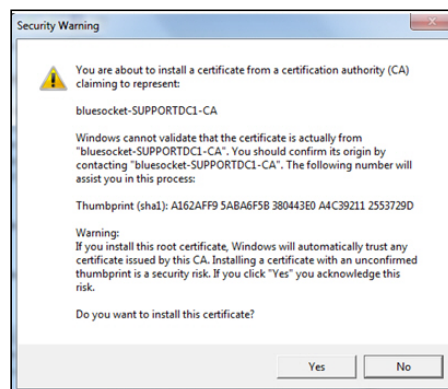 Security Warning
You are about to install a certificate from a certification authority (CA)
claiming to represent:
bluesocket-SUPPORTDC1-CA
Windows cannot validate that the certificate is actually from
"bluesocket-SUPPORTDC1-CA". You should confirm its origin by
contacting "bluesocket-SUPPORTDC1-CA". The following number will
assist you in this process:
Thumbprint (sha1): A162AFF9 5ABA6F5B 380443E0 A4C39211 2553729D
Warning:
If you install this root certificate, Windows will automatically trust any
certificate issued by this CA. Installing a certificate with an unconfirmed
thumbprint is a security risk. If you click "Yes" you acknowledge this
risk.
Do you want to install this certificate?
Yes No